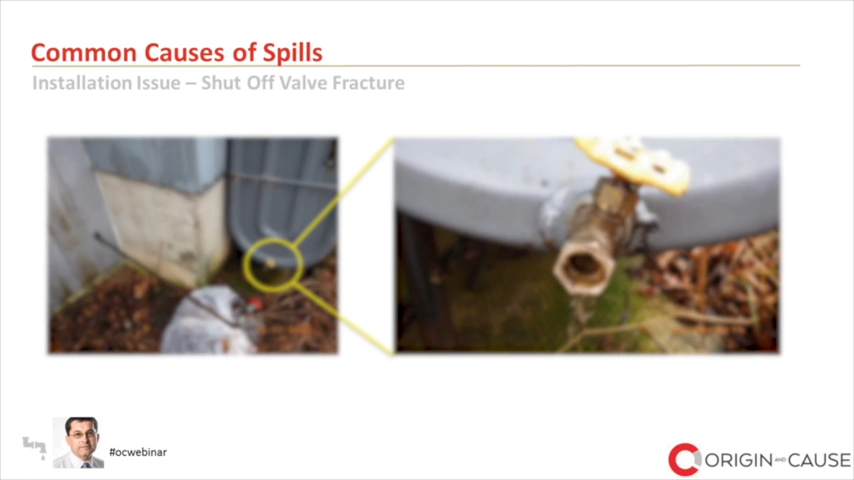 Common Causes of Spills
Installation Issue – Shut Off Valve Fracture
#ocwebinar
ORIGIN AND CAUSE